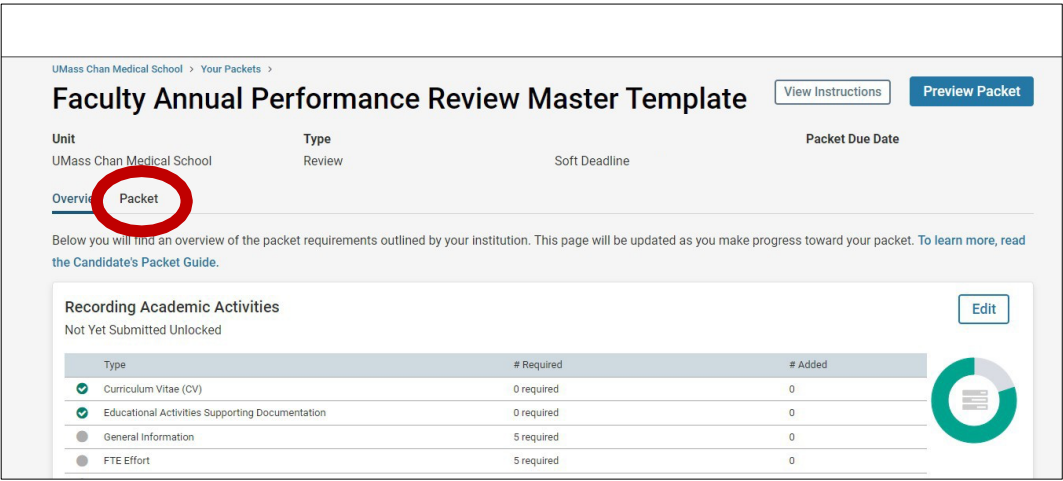 UMass Chan Medical School > Your Packets >
Faculty Annual Performance Review Master Template
View Instructions
Preview Packet
Unit Type Packet Due Date
UMass Chan Medical School Review Soft Deadline
Overvie Packet
Below you will find an overview of the packet requirements outlined by your institution. This page will be updated as you make progress toward your packet. To learn more, read
the Candidate's Packet Guide.
Recording Academic Activities
Edit
Not Yet Submitted Unlocked
Type # Required # Added
Curriculum Vitae (CV) 0 required 0
Educational Activities Supporting Documentation 0 required 0
General Information 5 required 0
FTE Effort 5 required 0